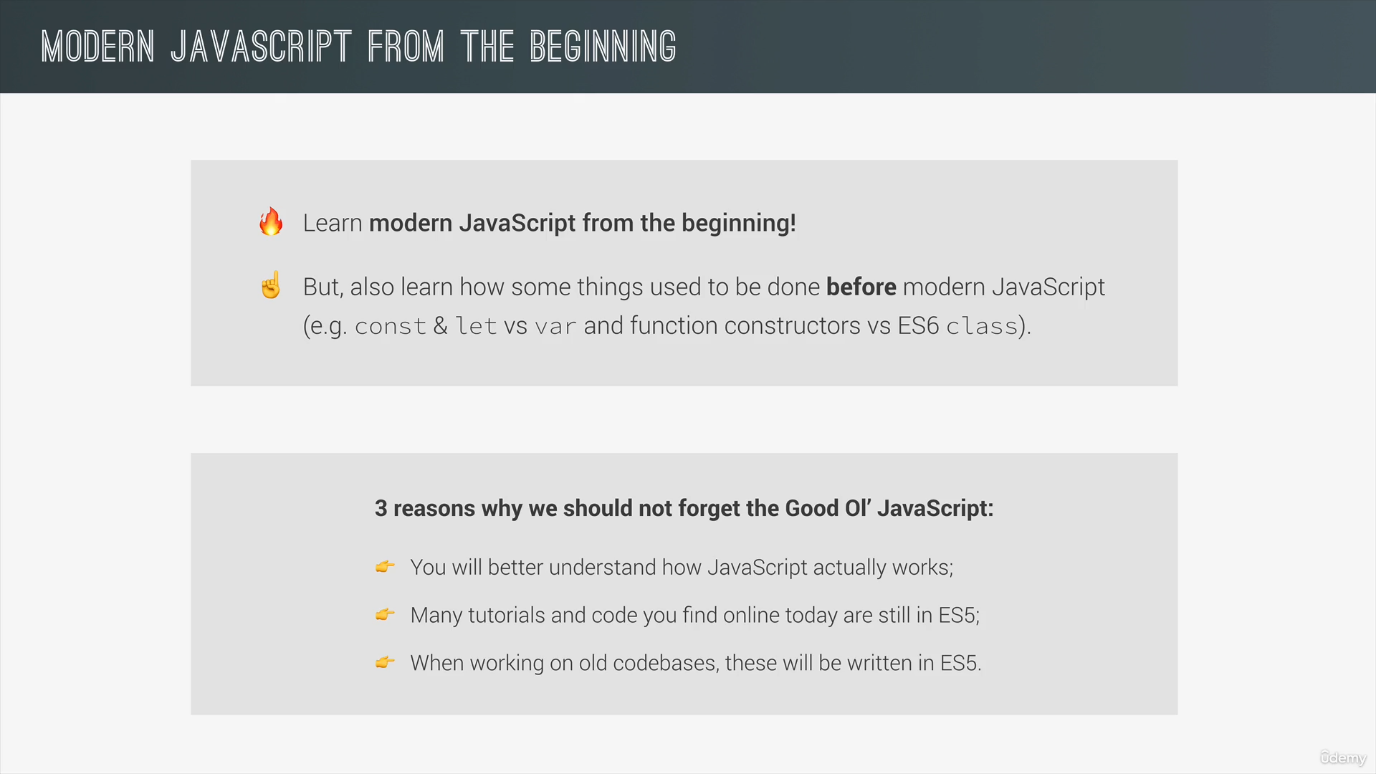 MODERN JAVASCRIPT FROM THE BEGINNING
🔥 Learn modern JavaScript from the beginning!
☝️ But, also learn how some things used to be done before modern JavaScript
(e.g. const & let vs var and function constructors vs ES6 class).
3 reasons why we should not forget the Good Ol’ JavaScript:
👉 You will better understand how JavaScript actually works;
👉 Many tutorials and code you find online today are still in ES5;
👉 When working on old codebases, these will be written in ES5.
ûdemy